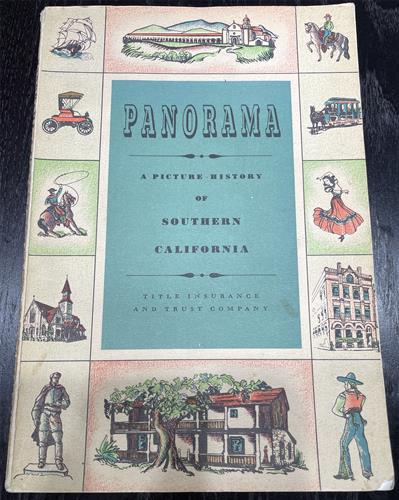 PANORAMA
A PICTURE-HISTORY
OF
SOUTHERN
CALIFORNIA
TITLE INSURANCE
AND TRUST COMPANY